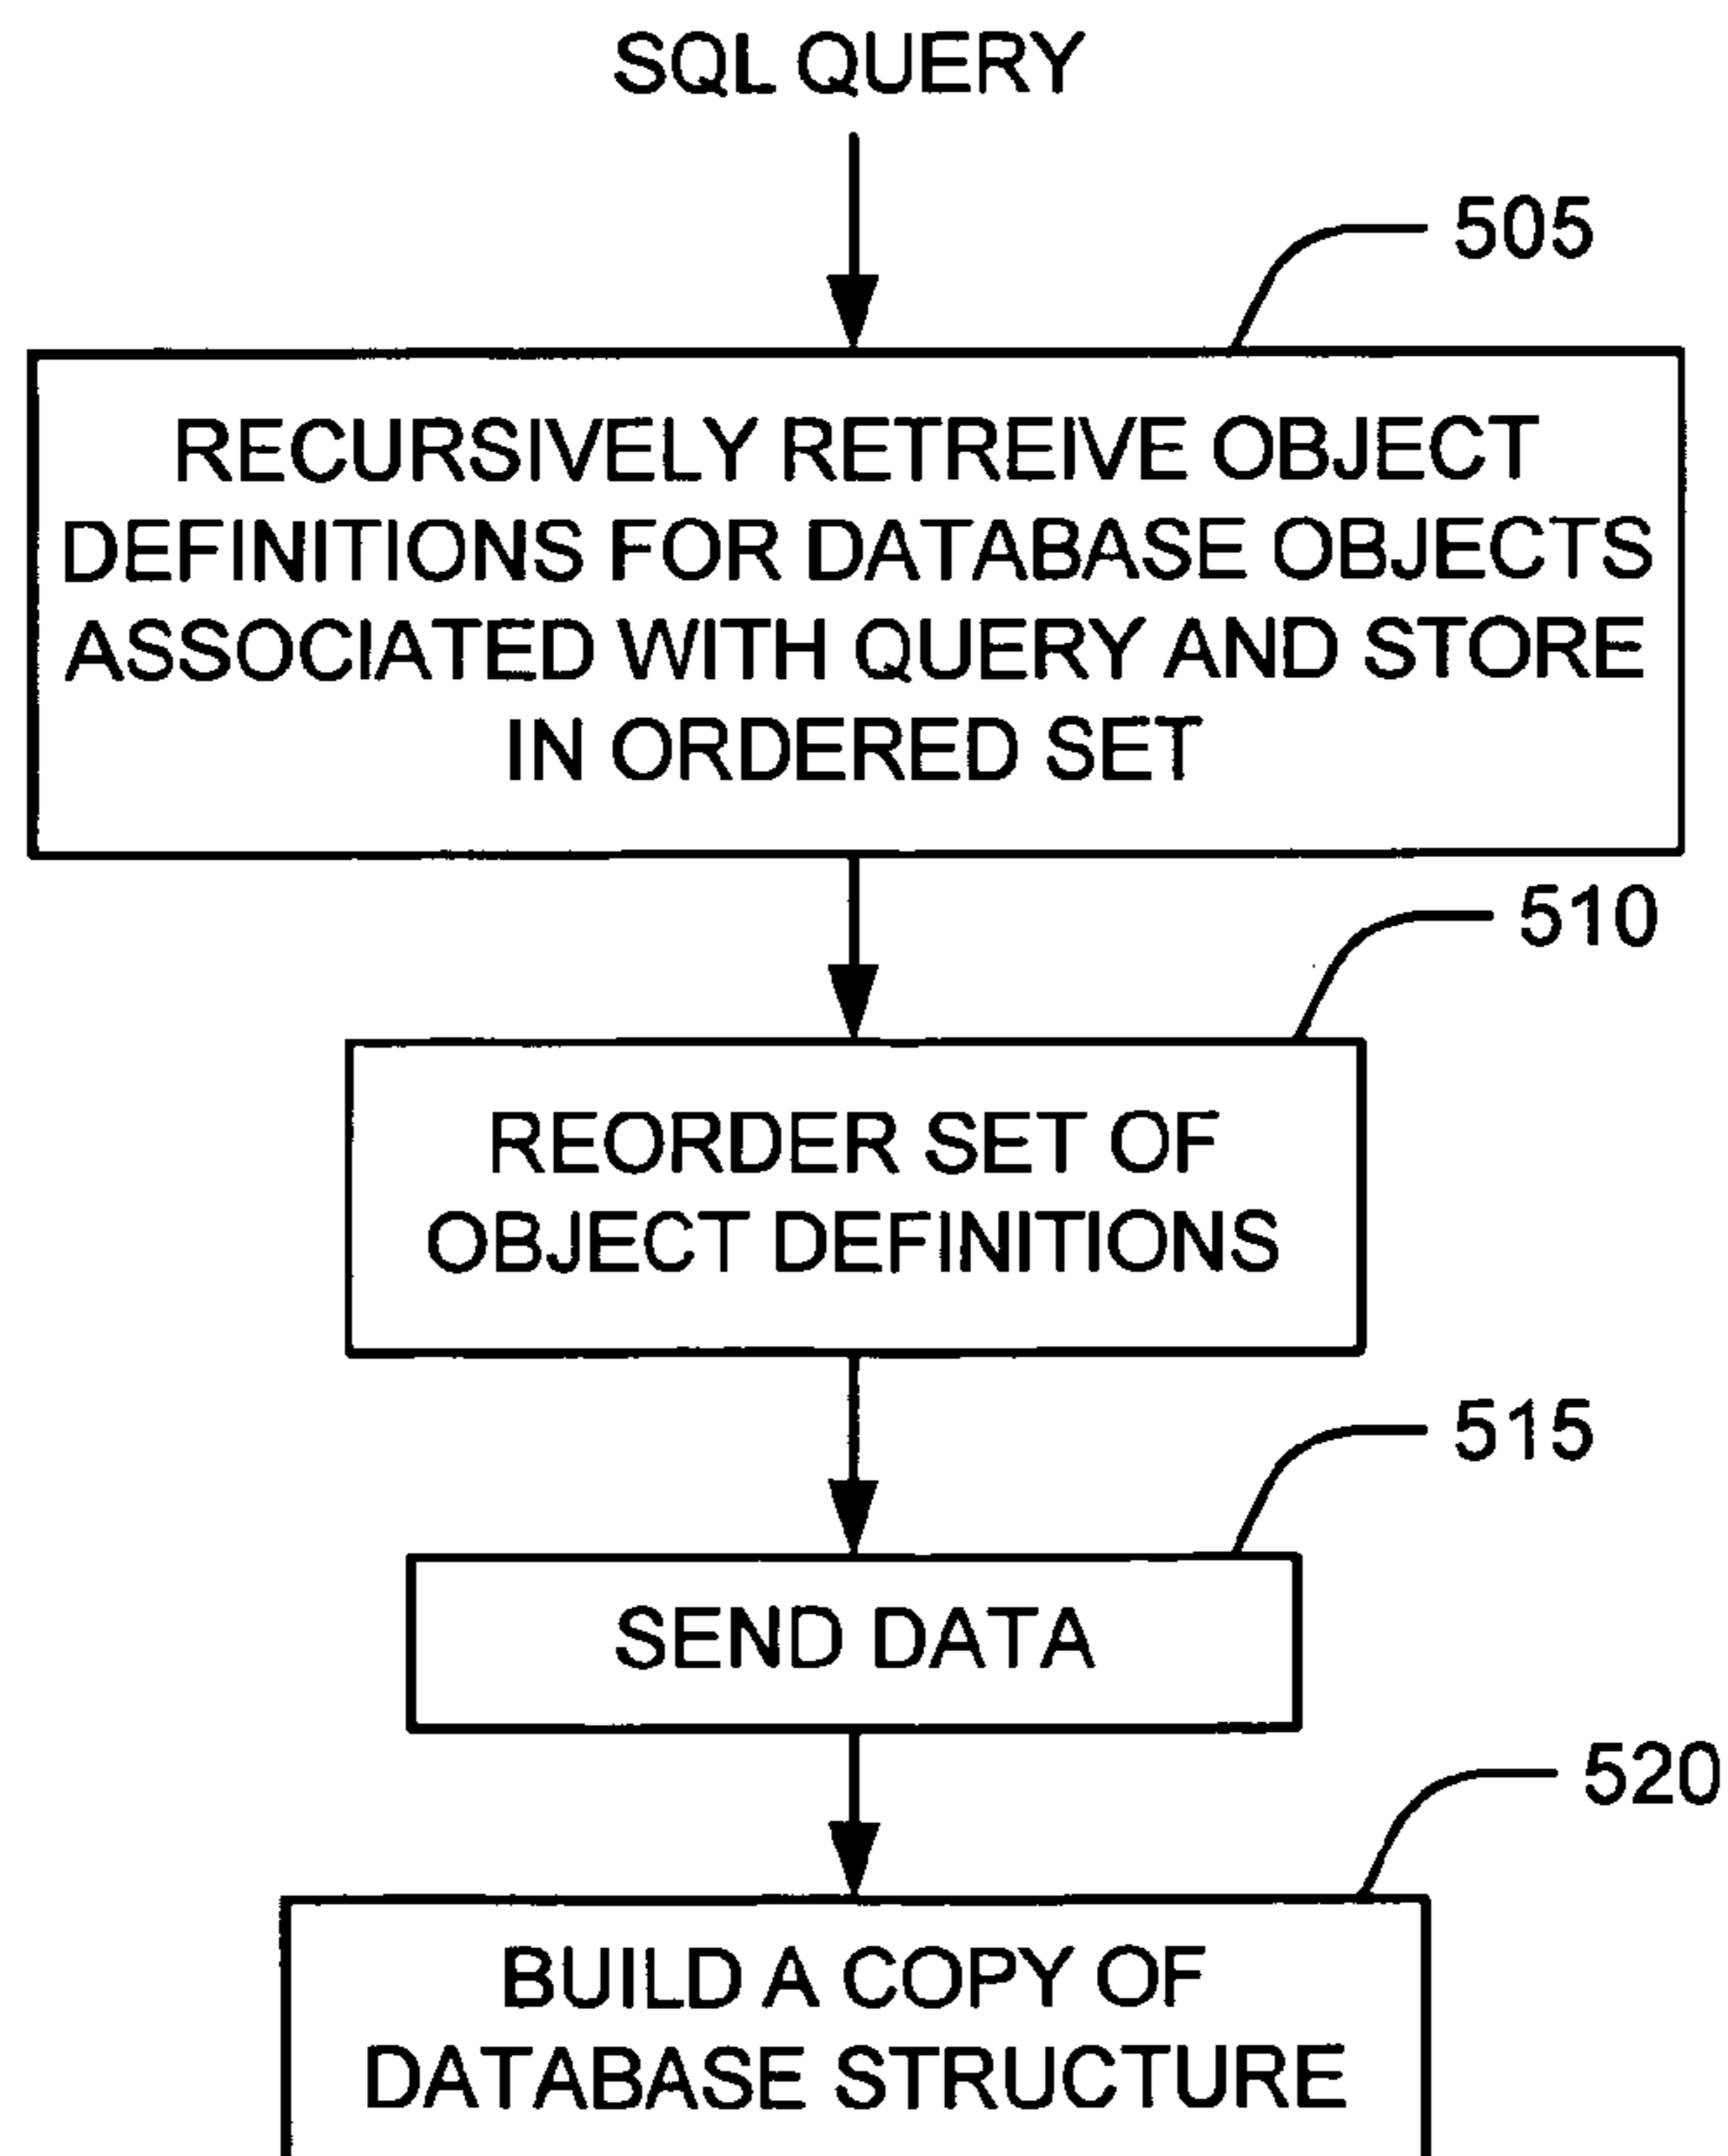 SQL QUERY
505
RECURSIVELY RETREIVE OBJECT
DEFINITIONS FOR DATABASE OBJECTS
ASSOCIATED WITH QUERY AND STORE
IN ORDERED SET
510
REORDER SET OF
OBJECT DEFINITIONS
515
SEND DATA
520
BUILD A COPY OF
DATABASE STRUCTURE